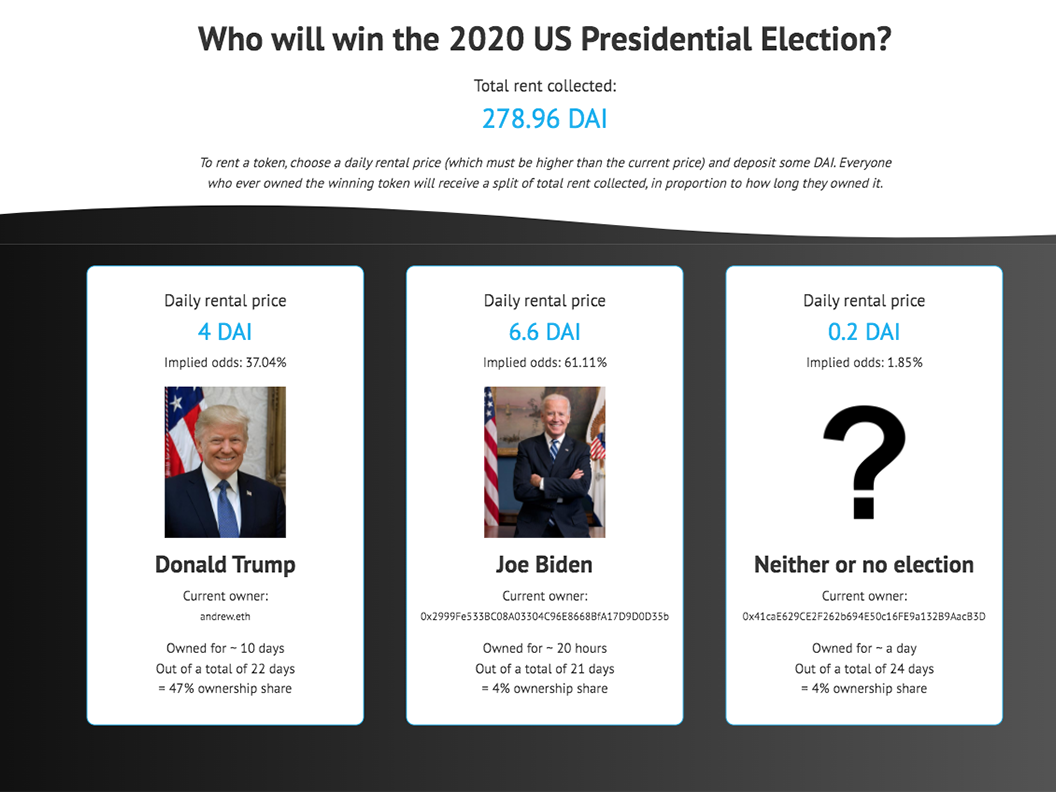 Who will win the 2020 US Presidential Election?
Total rent collected:
278.96 DAI
To rent a token, choose a daily rental price (which must be higher than the current price) and deposit some DAI. Everyone
who ever owned the winning token will receive a split of total rent collected, in proportion to how long they owned it.
Daily rental price
4 DAI
Implied odds: 37.04%
Donald Trump
Current owner:
andrew.eth
Owned for ~ 10 days
Out of a total of 22 days
= 47% ownership share
Daily rental price
6.6 DAI
Implied odds: 61.11%
Joe Biden
Current owner:
0x2999Fe533BC08A03304C96E8668BfA17D9D0D35b
Owned for ~ 20 hours
Out of a total of 21 days
= 4% ownership share
Daily rental price
0.2 DAI
Implied odds: 1.85%
?
Neither or no election
Current owner:
0x41caE629CE2F262b694E50c16FE9a132B9AacB3D
Owned for ~ a day
Out of a total of 24 days
= 4% ownership share